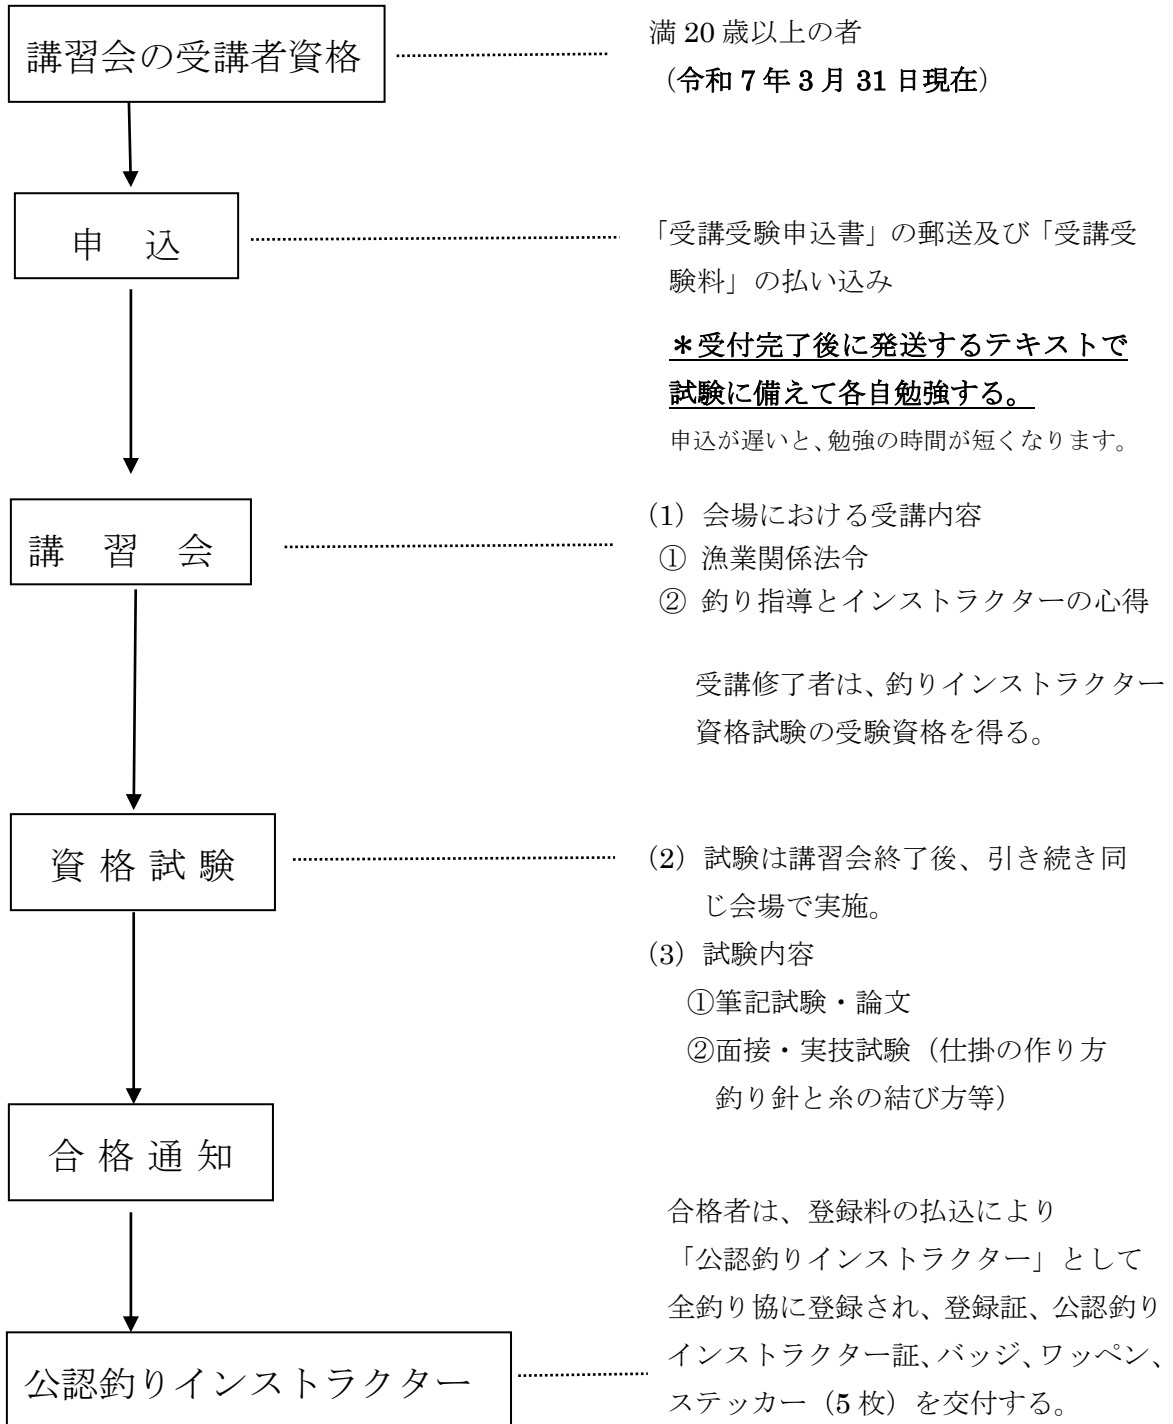 講習会の受講者資格
満 20 歳以上の者
（令和 7 年 3 月 31 日現在）
申　込
「受講受験申込書」の郵送及び「受講受
験料」の払い込み
＊受付完了後に発送するテキストで
試験に備えて各自勉強する。
申込が遅いと、勉強の時間が短くなります。
講　習　会
（1）会場における受講内容
① 漁業関係法令
② 釣り指導とインストラクターの心得
受講修了者は、釣りインストラクター
資格試験の受験資格を得る。
資 格 試 験
（2）試験は講習会終了後、引き続き同
じ会場で実施。
（3）試験内容
①筆記試験・論文
②面接・実技試験（仕掛の作り方
釣り針と糸の結び方等）
合 格 通 知
合格者は、登録料の払込により
「公認釣りインストラクター」として
全釣り協に登録され、登録証、公認釣り
インストラクター証、バッジ、ワッペン、
ステッカー（5 枚）を交付する。
公認釣りインストラクター